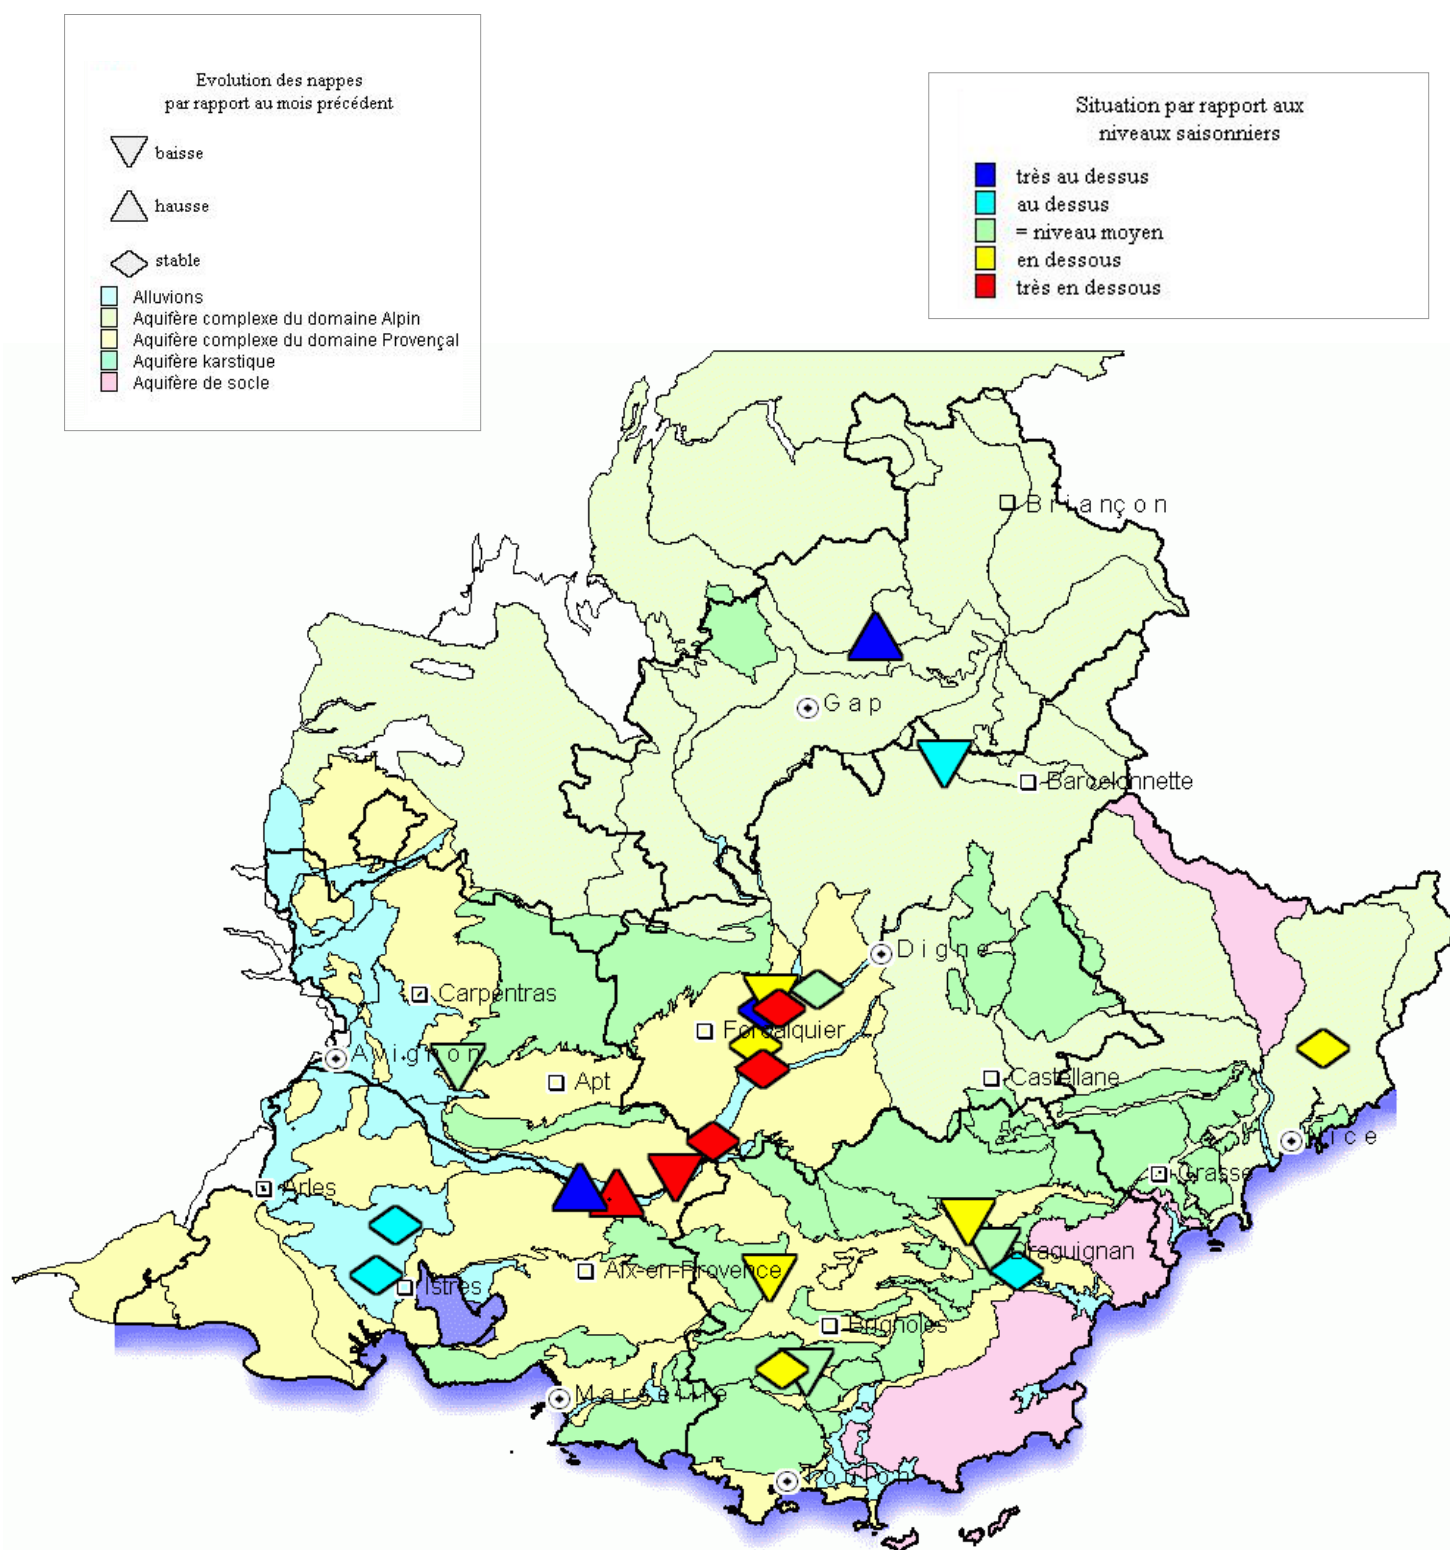 Evolution des nappes
par rapport au mois précédent
baisse
hausse
stable
Alluvions
Aquifère complexe du domaine Alpin
Aquifère complexe du domaine Provençal
Aquifère karstique
Aquifère de socle
Situation par rapport aux
niveaux saisonniers
très au dessus
au dessus
= niveau moyen
en dessous
très en dessous
Briançon
Gap
Barcelonnette
Digne
Carpentras
Forcalquier
Avignon
Apt
Castellane
Nice
Grasse
Arles
Draguignan
Aix-en-Provence
Istres
Brignoles
Marseille
Toulon